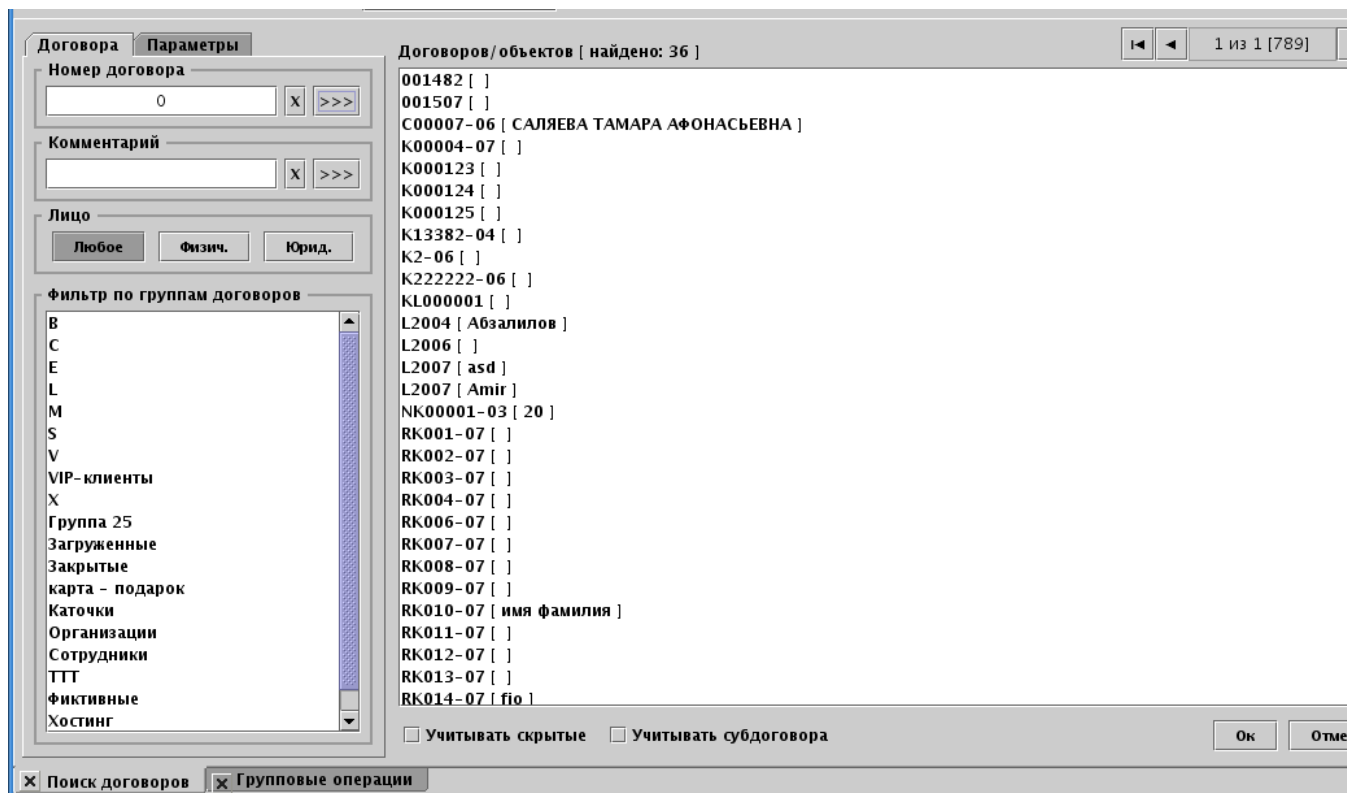 Договора Параметры
Номер договора
0 X >>>
Комментарий
X >>>
Лицо
Любое Физич. Юрид.
Фильтр по группам договоров
B
C
E
L
M
S
V
VIP-клиенты
X
Группа 25
Загруженные
Закрытые
карта - подарок
Каточки
Организации
Сотрудники
ТТТ
Фиктивные
Хостинг
Договоров/объектов [ найдено: 36 ]
1 из 1 [789]
001482 [ ]
001507 [ ]
C00007-06 [ САЛЯЕВА ТАМАРА АФОНАСЬЕВНА ]
K00004-07 [ ]
K000123 [ ]
K000124 [ ]
K000125 [ ]
K13382-04 [ ]
K2-06 [ ]
K222222-06 [ ]
KL000001 [ ]
L2004 [ Абзалилов ]
L2006 [ ]
L2007 [ asd ]
L2007 [ Amir ]
NK00001-03 [ 20 ]
RK001-07 [ ]
RK002-07 [ ]
RK003-07 [ ]
RK004-07 [ ]
RK006-07 [ ]
RK007-07 [ ]
RK008-07 [ ]
RK009-07 [ ]
RK010-07 [ имя фамилия ]
RK011-07 [ ]
RK012-07 [ ]
RK013-07 [ ]
RK014-07 [ fio ]
Учитывать скрытые Учитывать субдоговора
Ок Отме
X Поиск договоров X Групповые операции